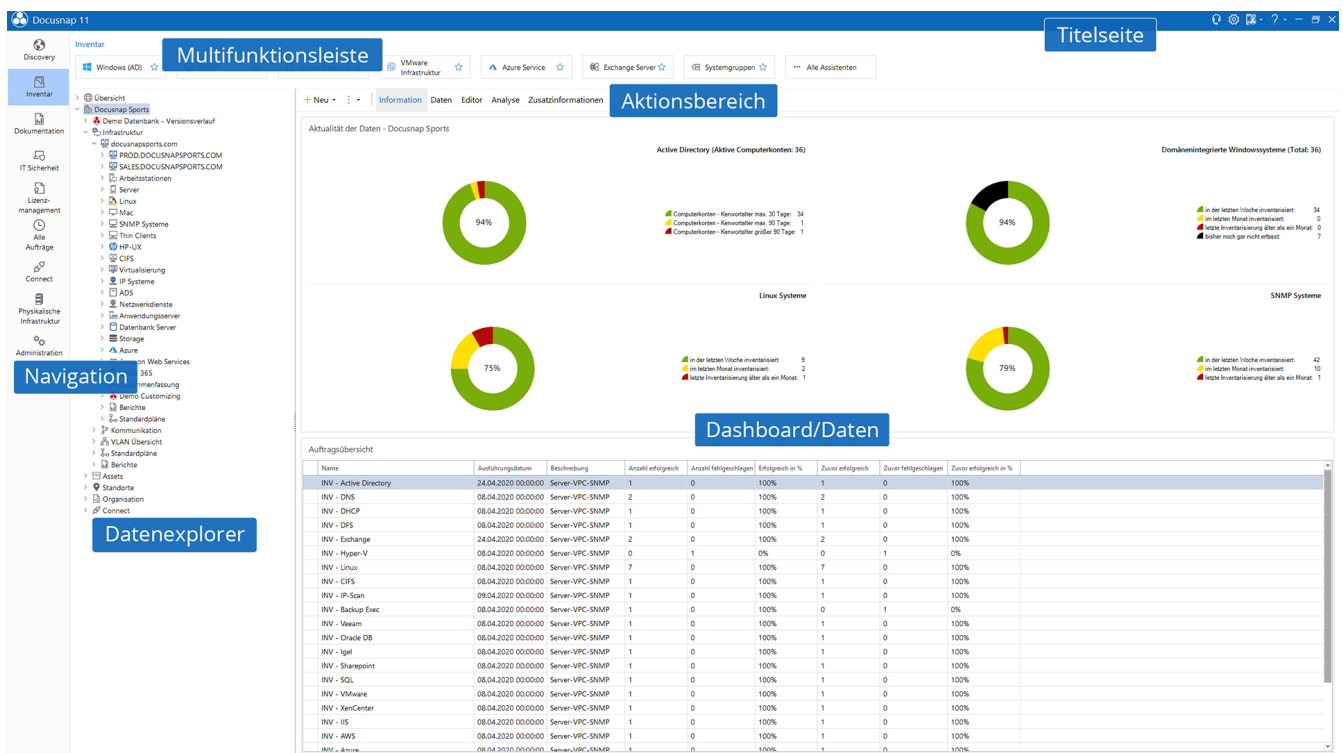 Docusnap 11
Titelseite
Discovery
Inventar
Dokumentation
IT Sicherheit
Lizenz-
management
Alle
Aufträge
Connect
Physikalische
Infrastruktur
Administration
Navigation
Inventar
Multifunktionsleiste
Windows (AD)
VMware
Infrastruktur
Azure Service
Exchange Server
Systemgruppen
Alle Assistenten
Übersicht
Docusnap Sports
Demo Datenbank - Versionsverlauf
Infrastruktur
docusnapsports.com
PROD.DOCUSNAPSPORTS.COM
SALES.DOCUSNAPSPORTS.COM
Arbeitsstationen
Server
Linux
Mac
SNMP Systeme
Thin Clients
HP-UX
CIFS
Virtualisierung
IP Systeme
ADS
Netzwerkdienste
Anwendungsserver
Datenbank Server
Storage
Azure
on Web Services
365
menfassung
Demo Customizing
Berichte
Standardpläne
Kommunikation
VLAN Übersicht
Standardpläne
Berichte
Assets
Standorte
Organisation
Connect
Datenexplorer
Neu Information Daten Editor Analyse Zusatzinformationen
Aktionsbereich
Aktualität der Daten - Docusnap Sports
Active Directory (Aktive Computerkonten: 36)
94%
Computerkonten - Kenwortalter max. 30 Tage: 34
Computerkonten - Kenwortalter max. 90 Tage: 1
Computerkonten - Kenwortalter größer 90 Tage: 1
Domänenintegrierte Windowssysteme (Total: 36)
94%
in der letzten Woche inventarisiert: 34
im letzten Monat inventarisiert: 0
letzte Inventarisierung älter als ein Monat: 0
bisher noch gar nicht erfasst: 7
Linux Systeme
75%
in der letzten Woche inventarisiert: 9
im letzten Monat inventarisiert: 2
letzte Inventarisierung älter als ein Monat: 1
SNMP Systeme
79%
in der letzten Woche inventarisiert: 42
im letzten Monat inventarisiert: 10
letzte Inventarisierung älter als ein Monat: 1
Dashboard/Daten
Auftragsübersicht
Name Ausführungsdatum Beschreibung Anzahl erfolgreich Anzahl fehlgeschlagen Erfolgreich in % Zuvor erfolgreich Zuvor fehlgeschlagen Zuvor erfolgreich in %
INV - Active Directory 24.04.2020 00:00:00 Server-VPC-SNMP 1 0 100% 1 0 100%
INV - DNS 08.04.2020 00:00:00 Server-VPC-SNMP 2 0 100% 2 0 100%
INV - DHCP 08.04.2020 00:00:00 Server-VPC-SNMP 1 0 100% 1 0 100%
INV - DFS 08.04.2020 00:00:00 Server-VPC-SNMP 1 0 100% 1 0 100%
INV - Exchange 24.04.2020 00:00:00 Server-VPC-SNMP 2 0 100% 2 0 100%
INV - Hyper-V 08.04.2020 00:00:00 Server-VPC-SNMP 0 1 0% 0 1 0%
INV - Linux 08.04.2020 00:00:00 Server-VPC-SNMP 7 0 100% 7 0 100%
INV - CIFS 08.04.2020 00:00:00 Server-VPC-SNMP 1 0 100% 1 0 100%
INV - IP-Scan 09.04.2020 00:00:00 Server-VPC-SNMP 1 0 100% 1 0 100%
INV - Backup Exec 08.04.2020 00:00:00 Server-VPC-SNMP 1 0 100% 0 1 0%
INV - Veeam 08.04.2020 00:00:00 Server-VPC-SNMP 1 0 100% 1 0 100%
INV - Oracle DB 08.04.2020 00:00:00 Server-VPC-SNMP 1 0 100% 1 0 100%
INV - Igel 08.04.2020 00:00:00 Server-VPC-SNMP 1 0 100% 1 0 100%
INV - Sharepoint 08.04.2020 00:00:00 Server-VPC-SNMP 1 0 100% 1 0 100%
INV - SQL 08.04.2020 00:00:00 Server-VPC-SNMP 1 0 100% 1 0 100%
INV - VMware 08.04.2020 00:00:00 Server-VPC-SNMP 1 0 100% 1 0 100%
INV - XenCenter 08.04.2020 00:00:00 Server-VPC-SNMP 1 0 100% 1 0 100%
INV - IIS 08.04.2020 00:00:00 Server-VPC-SNMP 1 0 100% 1 0 100%
INV - AWS 08.04.2020 00:00:00 Server-VPC-SNMP 1 0 100% 1 0 100%
INV - Azure 08.04.2020 00:00:00 Server-VPC-SNMP 1 0 100% 1 0 100%